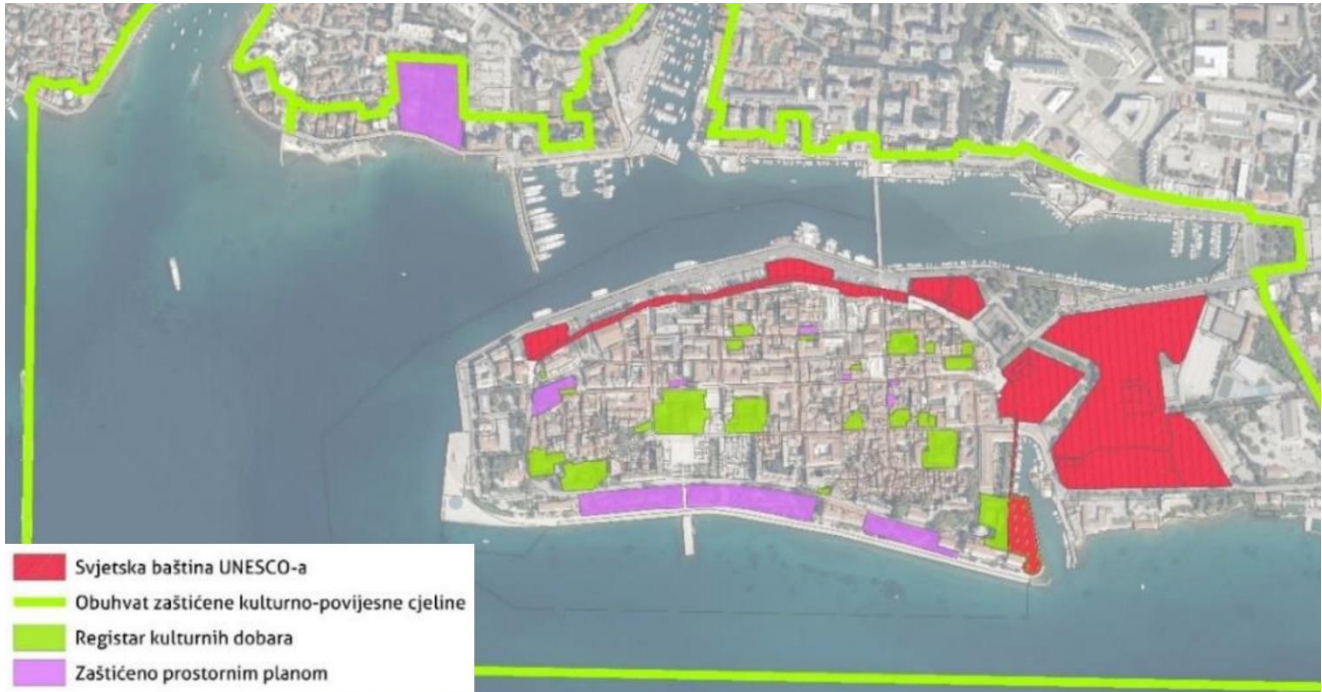 Svjetska baština UNESCO-a
Obuhvat zaštićene kulturno-povijesne cjeline
Registar kulturnih dobara
Zaštićeno prostornim planom